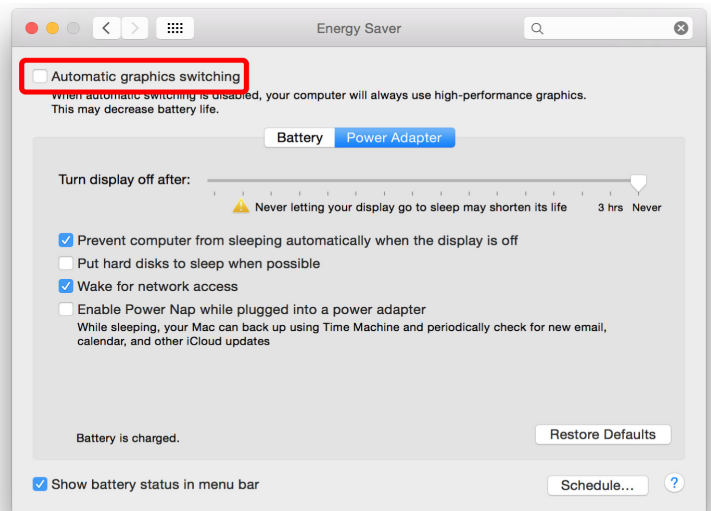 Energy Saver
Automatic graphics switching
When automatic switching is disabled, your computer will always use high-performance graphics.
This may decrease battery life.
Battery Power Adapter
Turn display off after:
Never letting your display go to sleep may shorten its life 3 hrs Never
Prevent computer from sleeping automatically when the display is off
Put hard disks to sleep when possible
Wake for network access
Enable Power Nap while plugged into a power adapter
While sleeping, your Mac can back up using Time Machine and periodically check for new email,
calendar, and other iCloud updates
Battery is charged.
Restore Defaults
Show battery status in menu bar
Schedule... ?